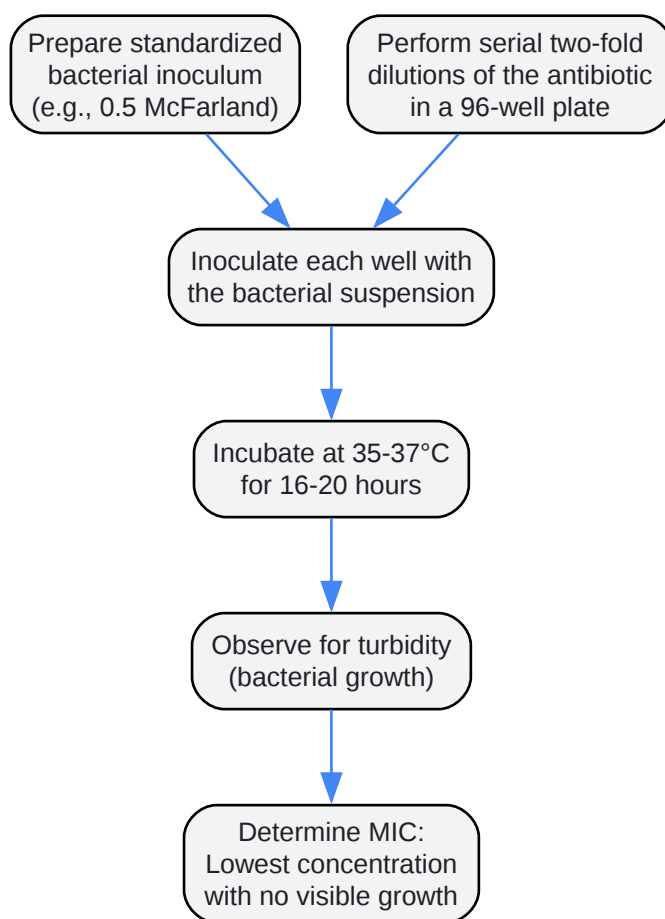 Prepare standardized
bacterial inoculum
(e.g., 0.5 McFarland)
Perform serial two-fold
dilutions of the antibiotic
in a 96-well plate
Inoculate each well with
the bacterial suspension
Incubate at 35-37°C
for 16-20 hours
Observe for turbidity
(bacterial growth)
Determine MIC:
Lowest concentration
with no visible growth